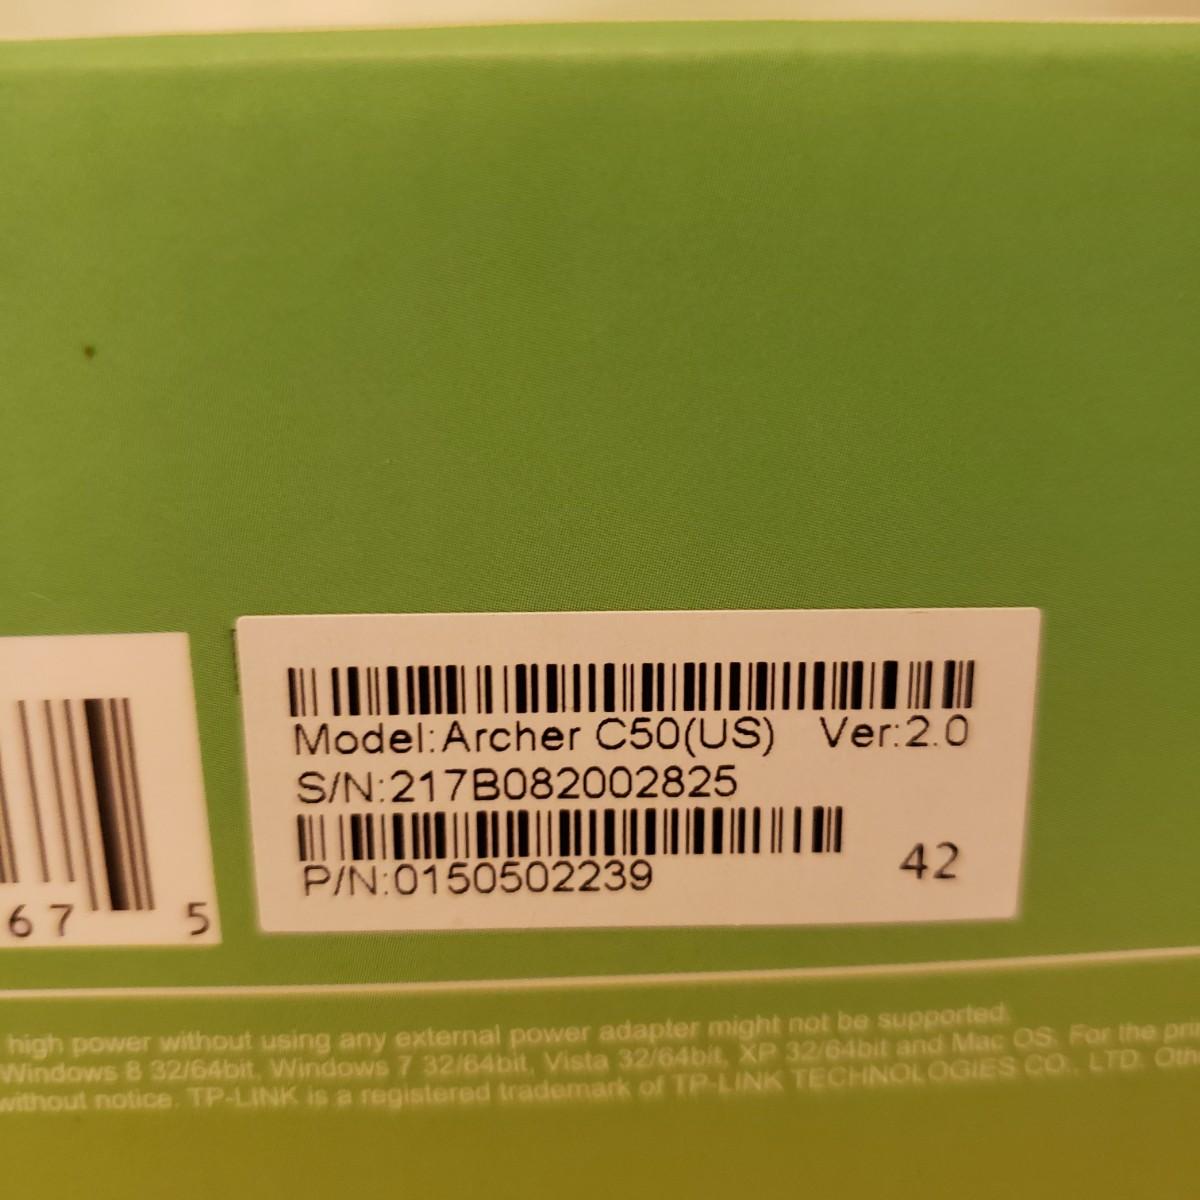 Model:Archer C50(US) Ver:2.0
S/N:217B082002825
P/N:0150502239
42
67 5
high power without using any external power adapter might not be supported.
Windows 8 32/64bit, Windows 7 32/64bit, Vista 32/64bit, XP 32/64bit and Mac OS. For the pri
without notice. TP-LINK is a registered trademark of TP-LINK TECHNOLOGIES CO., LTD. Oth